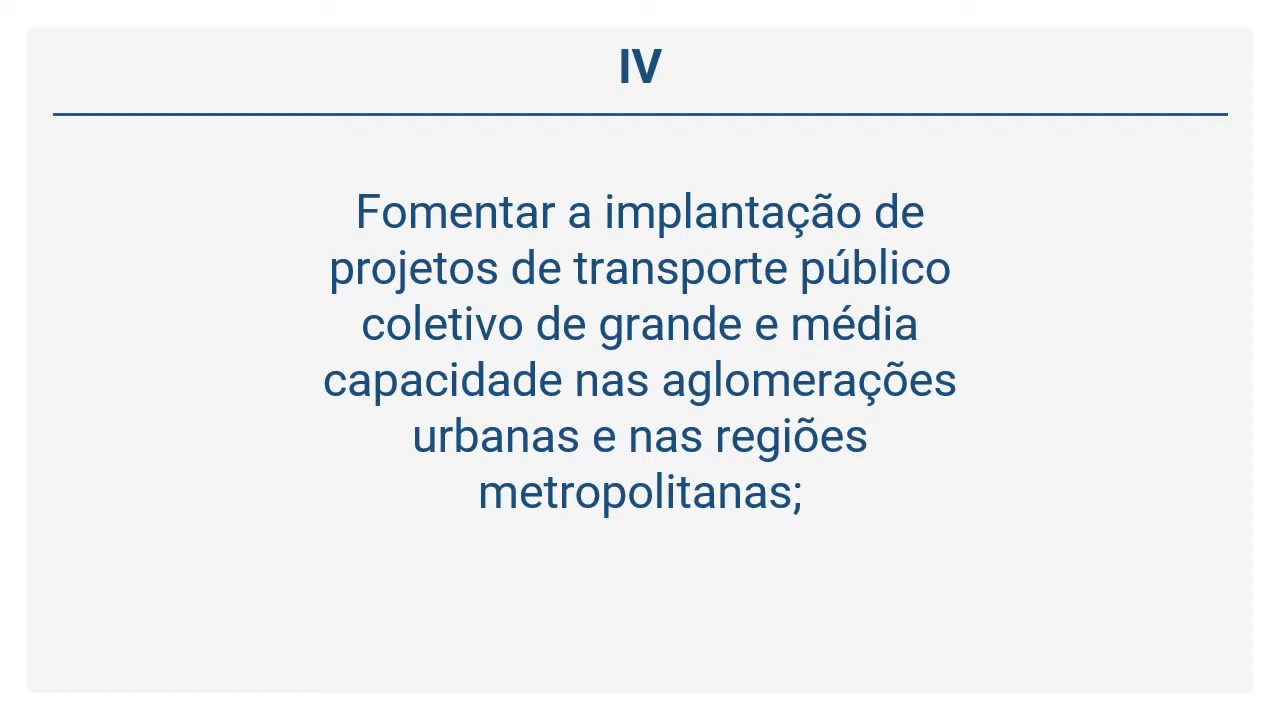 IV
Fomentar a implantação de
projetos de transporte público
coletivo de grande e média
capacidade nas aglomerações
urbanas e nas regiões
metropolitanas;